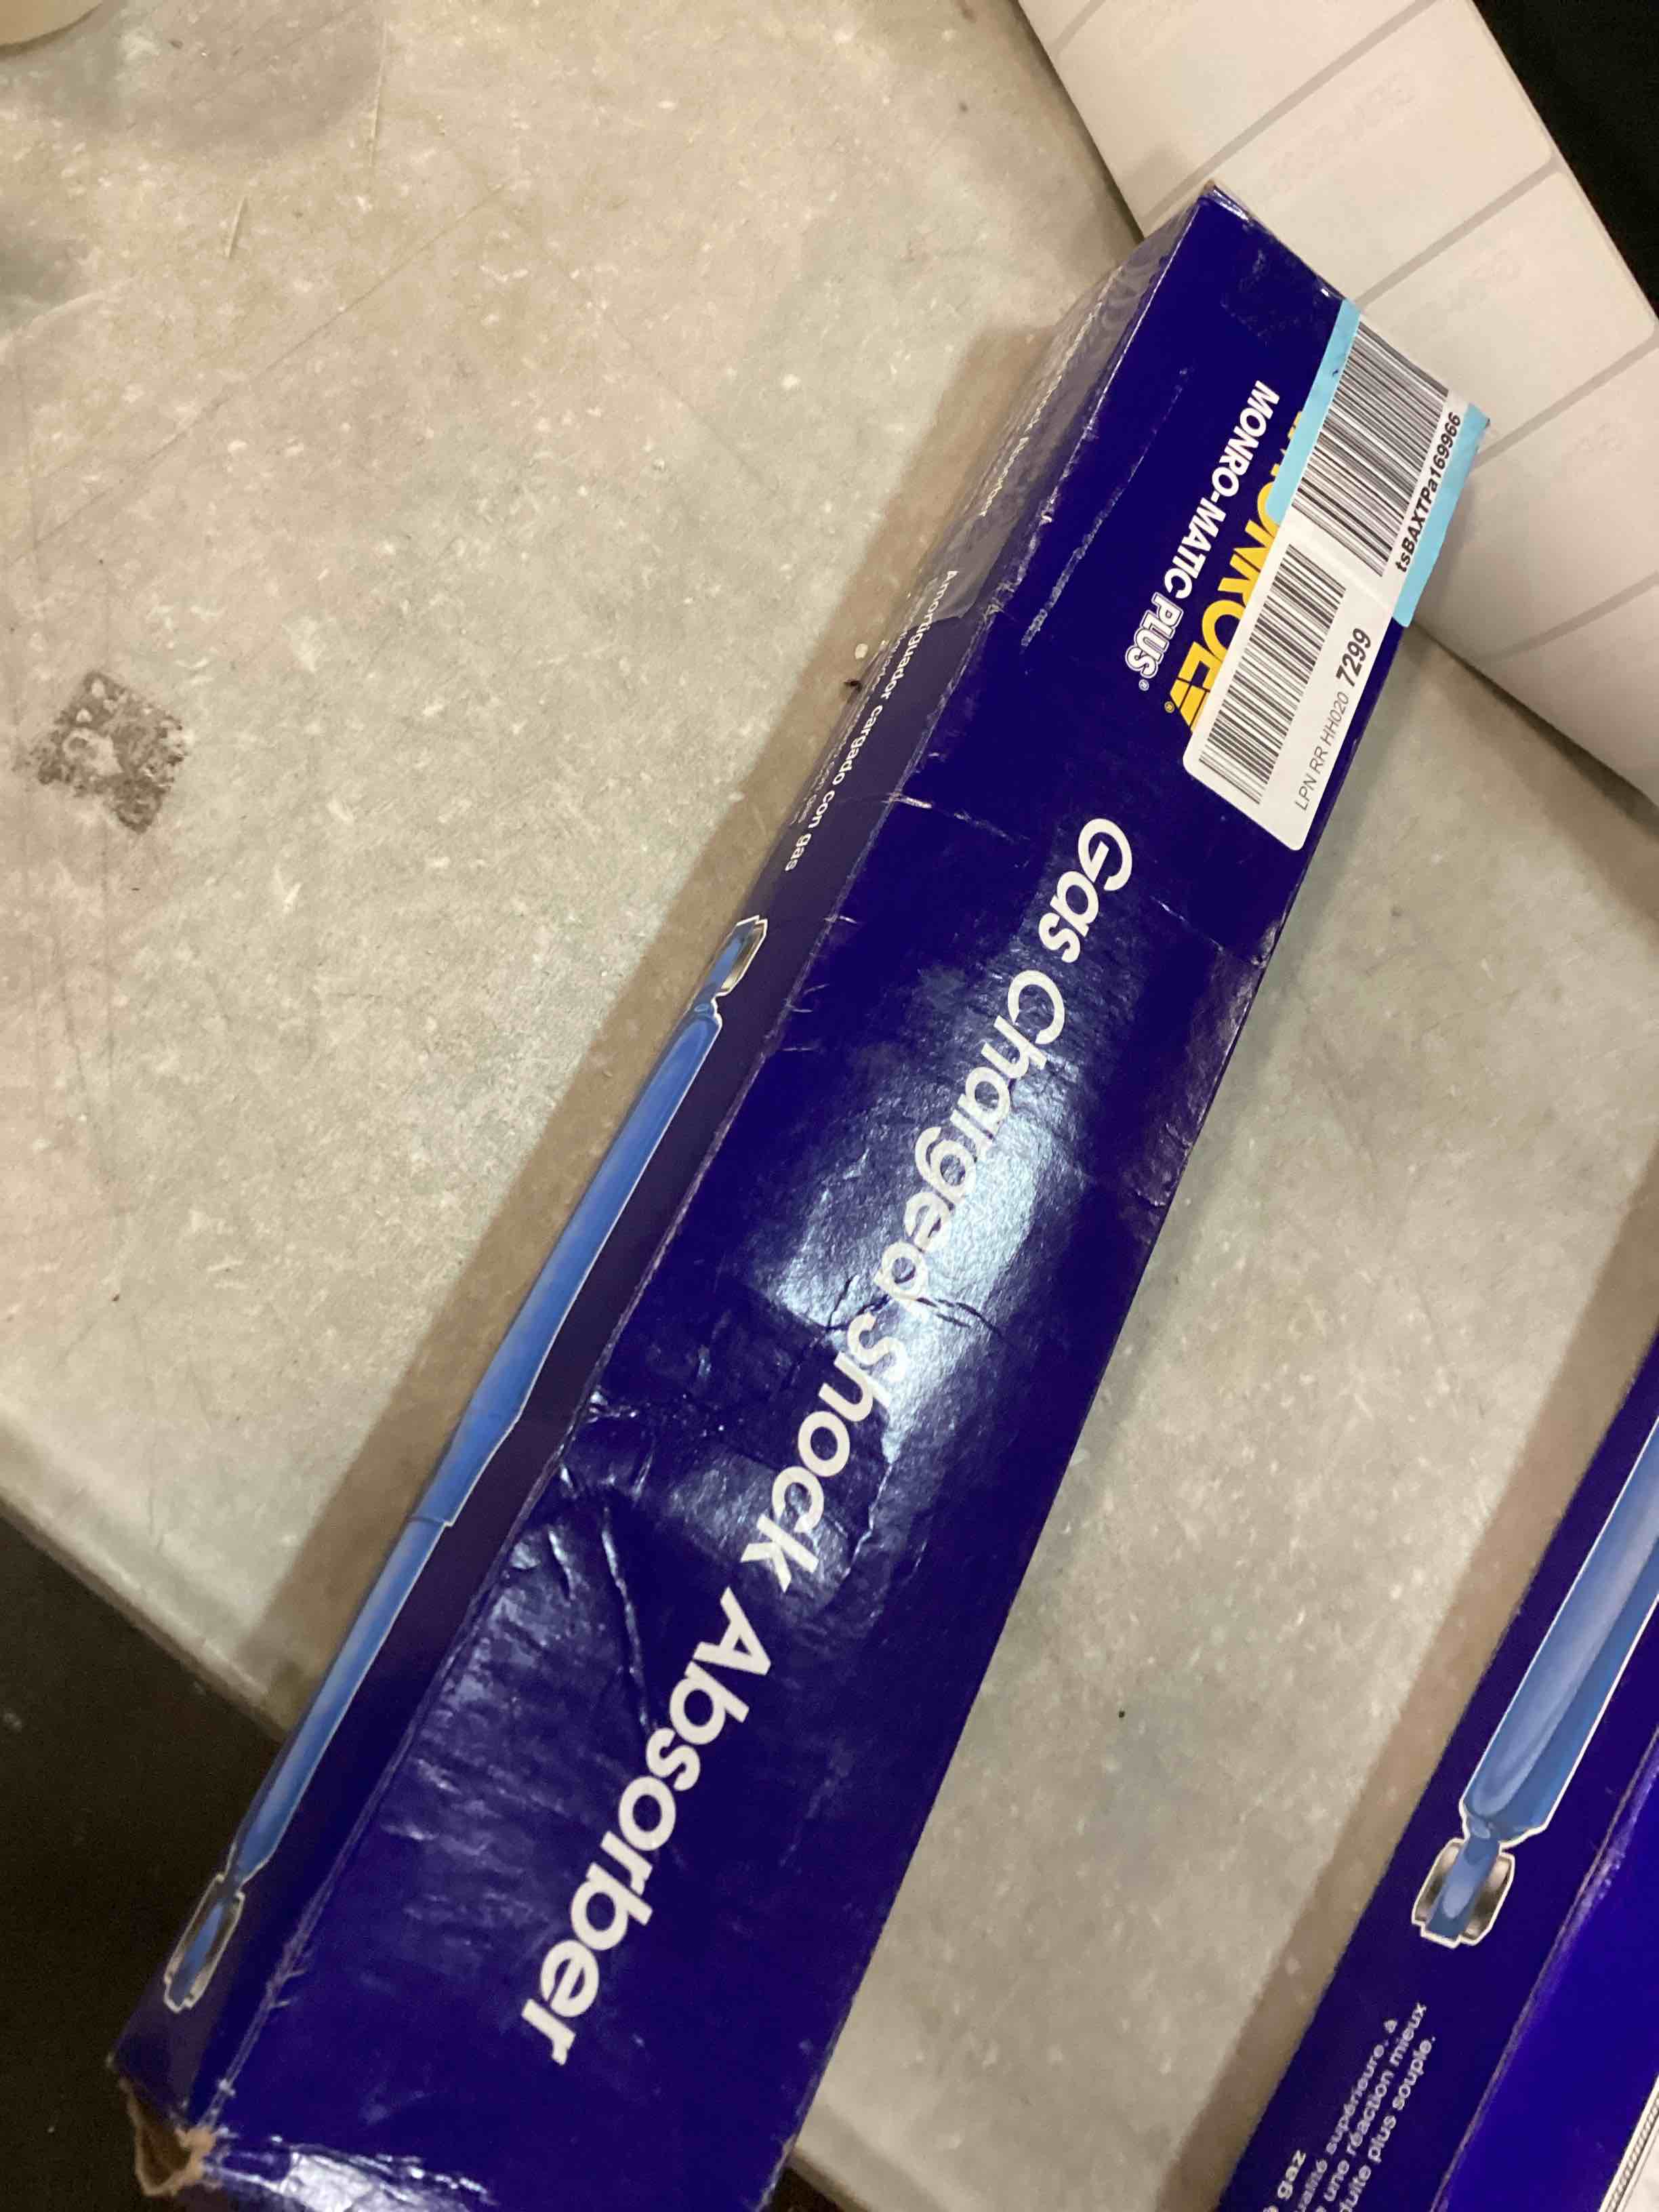 MONROE
MONRO-MATIC PLUS®
tsBAXTPa169966
LPN RR HH020 7299
Gas Charged Shock Absorber
Amortiguador cargado con gas
gaz
supérieure, à
une réaction mieux
plus souple.